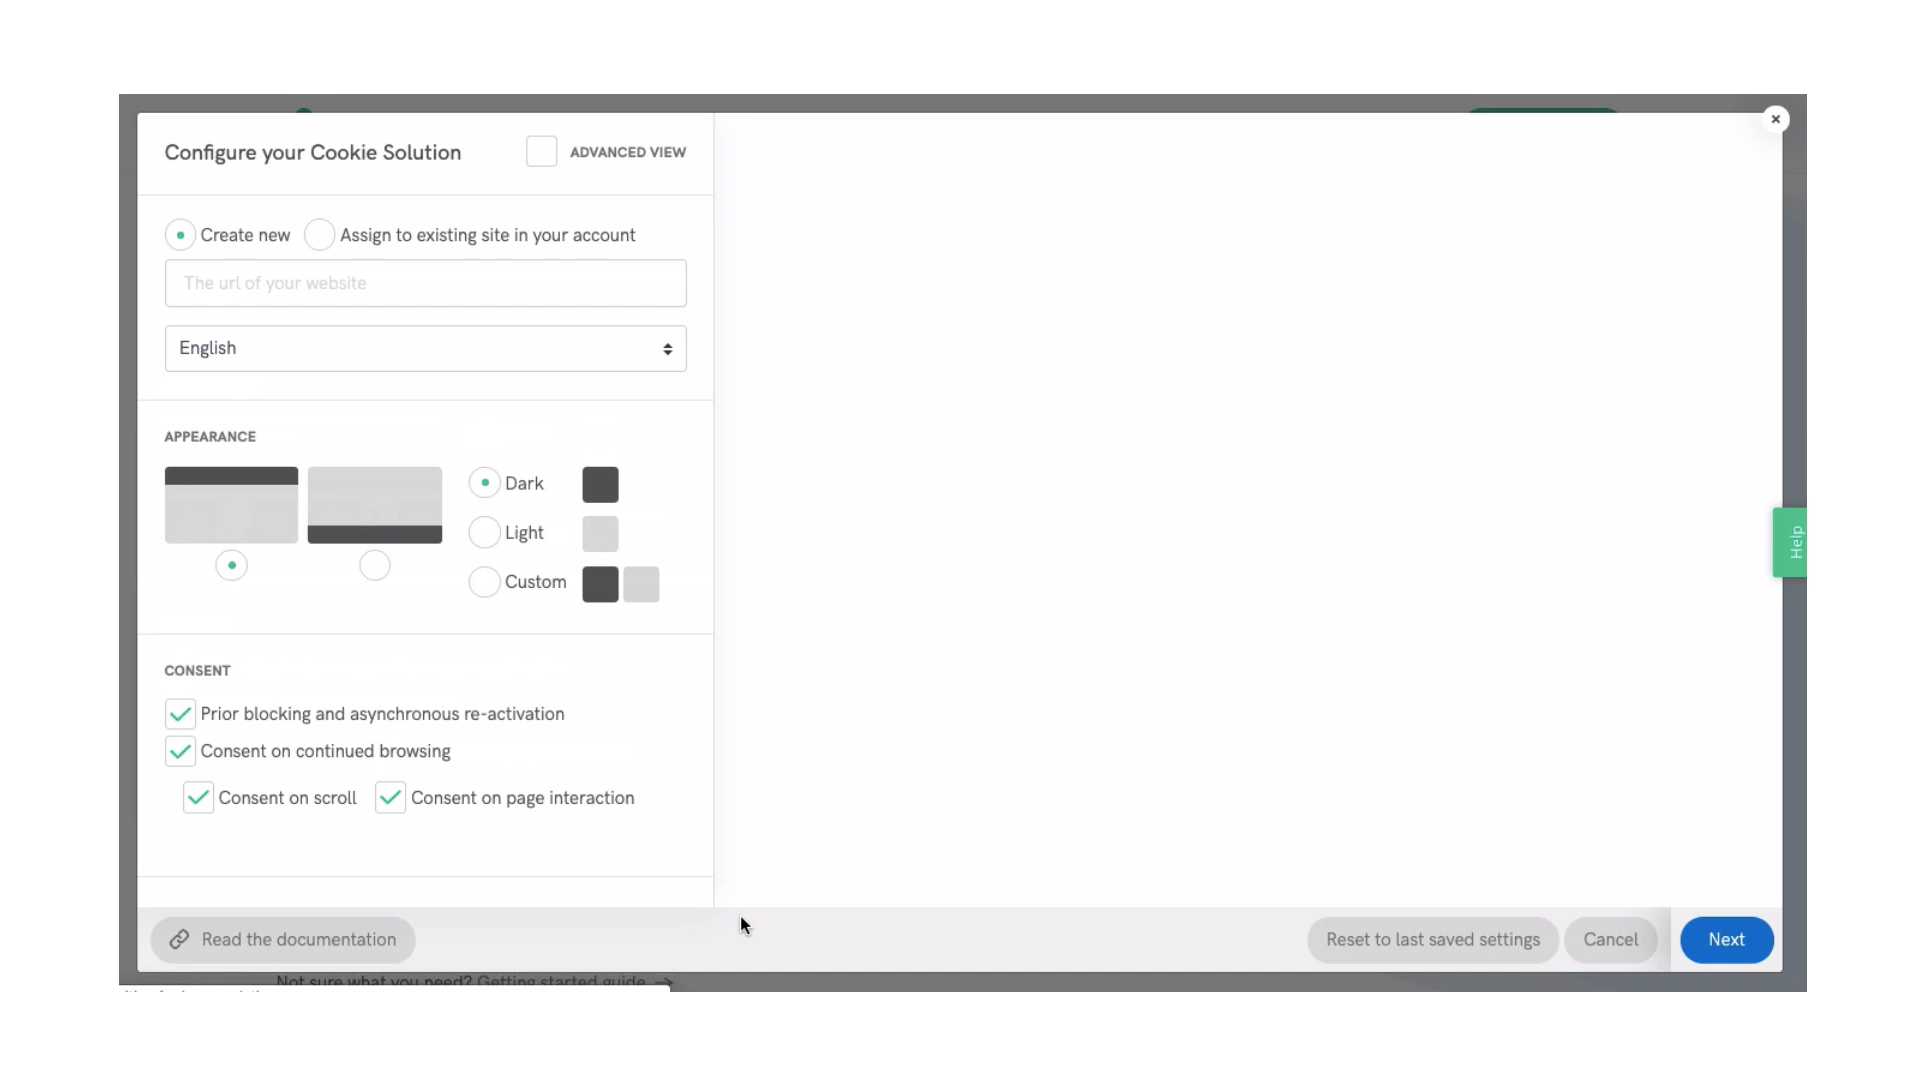 Configure your Cookie Solution
ADVANCED VIEW
Create new
Assign to existing site in your account
The url of your website
English
APPEARANCE
Dark
Light
Custom
CONSENT
Prior blocking and asynchronous re-activation
Consent on continued browsing
Consent on scroll
Consent on page interaction
Help
Read the documentation
Reset to last saved settings
Cancel
Next
Not sure what you need? Getting started guide →